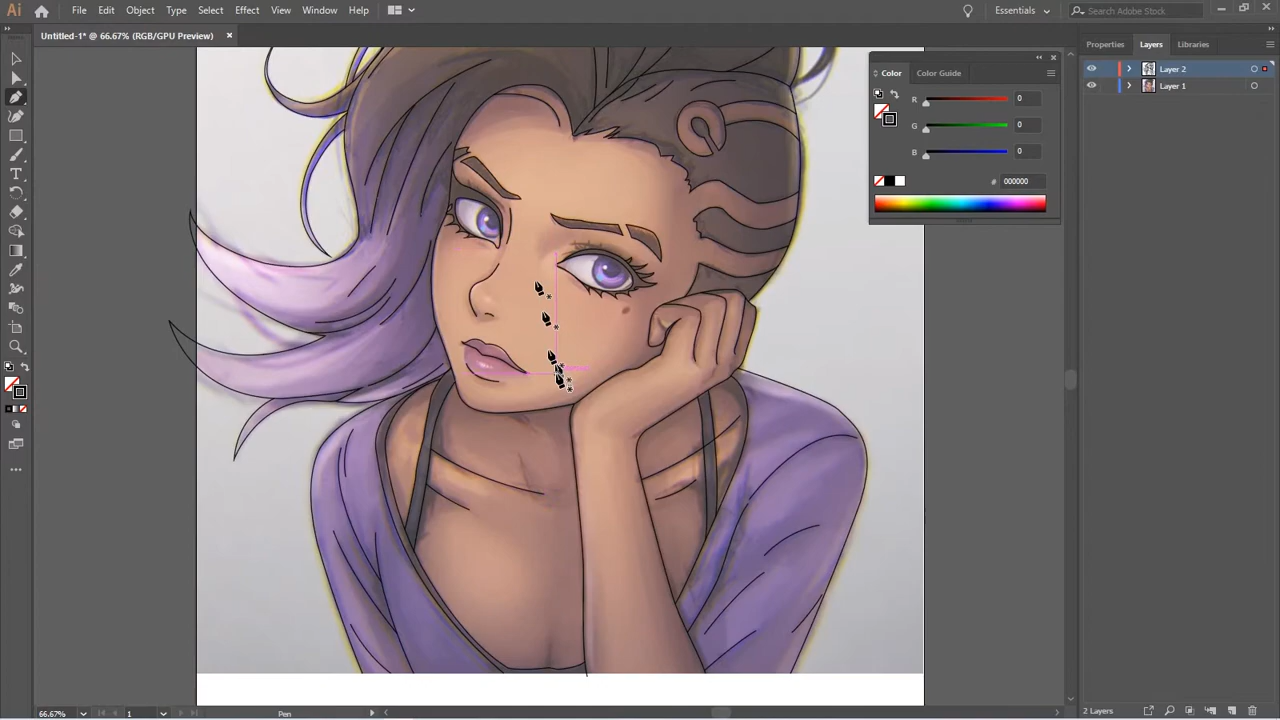 Ai File Edit Object Type Select Effect View Window Help Essentials Search Adobe Stock
Untitled-1* @ 66.67% (RGB/GPU Preview)
Properties Layers Libraries
Color Color Guide
Layer 2
Layer 1
R 0
G 0
B 0
# 000000
66.67% 1 Pen 2 Layers